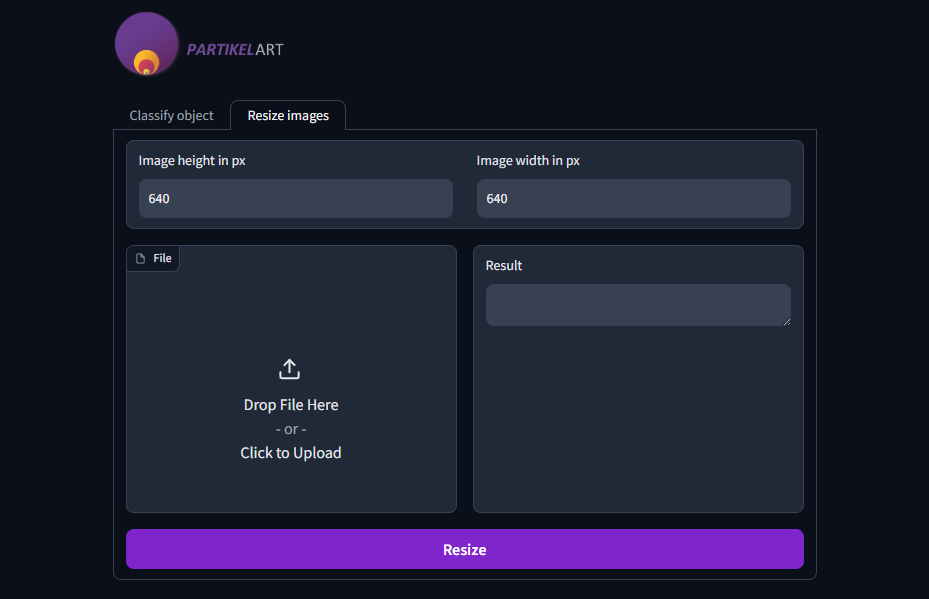 PARTIKELART
Classify object
Resize images
Image height in px
Image width in px
640
640
File
Result
Drop File Here
- or -
Click to Upload
Resize